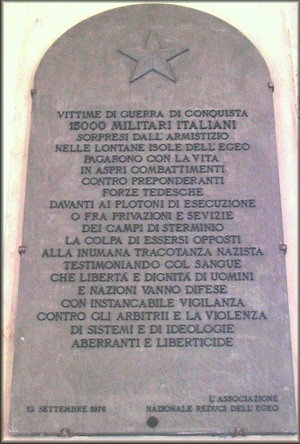 VITTIME DI GUERRA DI CONQUISTA
15000 MILITARI ITALIANI
SORPRESI DALL'ARMISTIZIO
NELLE LONTANE ISOLE DELL'EGEO
PAGARONO CON LA VITA
IN ASPRI COMBATTIMENTI
CONTRO PREPONDERANTI
FORZE TEDESCHE
DAVANTI AI PLOTONI DI ESECUZIONE
O FRA PRIVAZIONI E SEVIZIE
DEI CAMPI DI STERMINIO
LA COLPA DI ESSERSI OPPOSTI
ALLA INUMANA TRACOTANZA NAZISTA
TESTIMONIANDO COL SANGUE
CHE LIBERTÁ E DIGNITÁ DI UOMINI
E NAZIONI VANNO DIFESE
CON INSTANCABILE VIGILANZA
CONTRO GLI ARBITRII E LA VIOLENZA
DI SISTEMI E DI IDEOLOGIE
ABERRANTI E LIBERTICIDE
L'ASSOCIAZIONE
12 SETTEMBRE 1976 NAZIONALE REDUCI DELL'EGEO